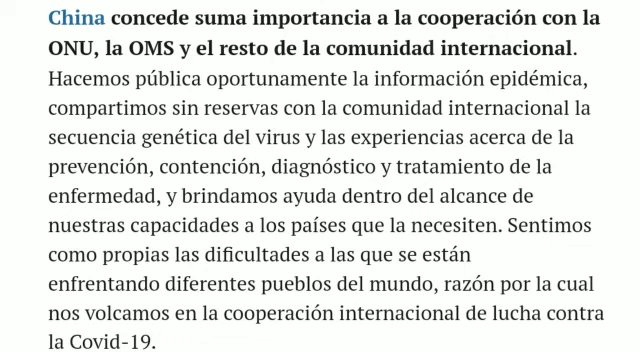 China concede suma importancia a la cooperación con la
ONU, la OMS y el resto de la comunidad internacional.
Hacemos pública oportunamente la información epidémica,
compartimos sin reservas con la comunidad internacional la
secuencia genética del virus y las experiencias acerca de la
prevención, contención, diagnóstico y tratamiento de la
enfermedad, y brindamos ayuda dentro del alcance de
nuestras capacidades a los países que la necesiten. Sentimos
como propias las dificultades a las que se están
enfrentando diferentes pueblos del mundo, razón por la cual
nos volcamos en la cooperación internacional de lucha contra
la Covid-19.